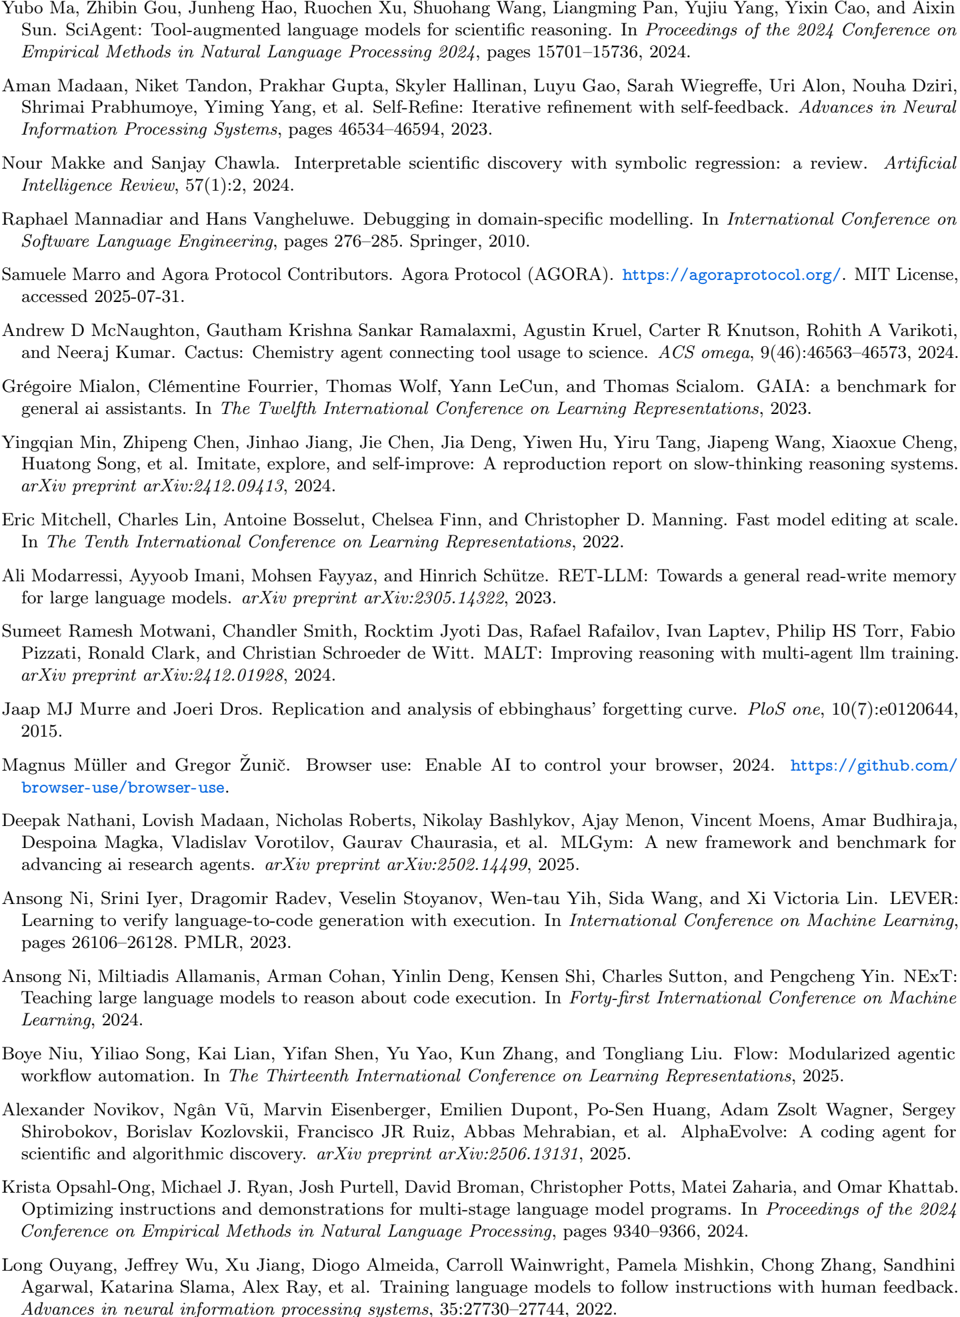 Yubo Ma, Zhibin Gou, Junheng Hao, Ruochen Xu, Shuohang Wang, Liangming Pan, Yujiu Yang, Yixin Cao, and Aixin
Sun. SciAgent: Tool-augmented language models for scientific reasoning. In Proceedings of the 2024 Conference on
Empirical Methods in Natural Language Processing 2024, pages 15701–15736, 2024.
Aman Madaan, Niket Tandon, Prakhar Gupta, Skyler Hallinan, Luyu Gao, Sarah Wiegreffe, Uri Alon, Nouha Dziri,
Shrimai Prabhumoye, Yiming Yang, et al. Self-Refine: Iterative refinement with self-feedback. Advances in Neural
Information Processing Systems, pages 46534–46594, 2023.
Nour Makke and Sanjay Chawla. Interpretable scientific discovery with symbolic regression: a review. Artificial
Intelligence Review, 57(1):2, 2024.
Raphael Mannadiar and Hans Vangheluwe. Debugging in domain-specific modelling. In International Conference on
Software Language Engineering, pages 276–285. Springer, 2010.
Samuele Marro and Agora Protocol Contributors. Agora Protocol (AGORA). https://agoraprotocol.org/. MIT License,
accessed 2025-07-31.
Andrew D McNaughton, Gautham Krishna Sankar Ramalaxmi, Agustin Kruel, Carter R Knutson, Rohith A Varikoti,
and Neeraj Kumar. Cactus: Chemistry agent connecting tool usage to science. ACS omega, 9(46):46563–46573, 2024.
Grégoire Mialon, Clémentine Fourrier, Thomas Wolf, Yann LeCun, and Thomas Scialom. GAIA: a benchmark for
general ai assistants. In The Twelfth International Conference on Learning Representations, 2023.
Yingqian Min, Zhipeng Chen, Jinhao Jiang, Jie Chen, Jia Deng, Yiwen Hu, Yiru Tang, Jiapeng Wang, Xiaoxue Cheng,
Huatong Song, et al. Imitate, explore, and self-improve: A reproduction report on slow-thinking reasoning systems.
arXiv preprint arXiv:2412.09413, 2024.
Eric Mitchell, Charles Lin, Antoine Bosselut, Chelsea Finn, and Christopher D. Manning. Fast model editing at scale.
In The Tenth International Conference on Learning Representations, 2022.
Ali Modarressi, Ayyoob Imani, Mohsen Fayyaz, and Hinrich Schütze. RET-LLM: Towards a general read-write memory
for large language models. arXiv preprint arXiv:2305.14322, 2023.
Sumeet Ramesh Motwani, Chandler Smith, Rocktim Jyoti Das, Rafael Rafailov, Ivan Laptev, Philip HS Torr, Fabio
Pizzati, Ronald Clark, and Christian Schroeder de Witt. MALT: Improving reasoning with multi-agent llm training.
arXiv preprint arXiv:2412.01928, 2024.
Jaap MJ Murre and Joeri Dros. Replication and analysis of ebbinghaus' forgetting curve. PloS one, 10(7):e0120644,
2015.
Magnus Müller and Gregor Žunič. Browser use: Enable AI to control your browser, 2024. https://github.com/
browser-use/browser-use.
Deepak Nathani, Lovish Madaan, Nicholas Roberts, Nikolay Bashlykov, Ajay Menon, Vincent Moens, Amar Budhiraja,
Despoina Magka, Vladislav Vorotilov, Gaurav Chaurasia, et al. MLGym: A new framework and benchmark for
advancing ai research agents. arXiv preprint arXiv:2502.14499, 2025.
Ansong Ni, Srini Iyer, Dragomir Radev, Veselin Stoyanov, Wen-tau Yih, Sida Wang, and Xi Victoria Lin. LEVER:
Learning to verify language-to-code generation with execution. In International Conference on Machine Learning,
pages 26106–26128. PMLR, 2023.
Ansong Ni, Miltiadis Allamanis, Arman Cohan, Yinlin Deng, Kensen Shi, Charles Sutton, and Pengcheng Yin. NExT:
Teaching large language models to reason about code execution. In Forty-first International Conference on Machine
Learning, 2024.
Boye Niu, Yiliao Song, Kai Lian, Yifan Shen, Yu Yao, Kun Zhang, and Tongliang Liu. Flow: Modularized agentic
workflow automation. In The Thirteenth International Conference on Learning Representations, 2025.
Alexander Novikov, Ngân Vũ, Marvin Eisenberger, Emilien Dupont, Po-Sen Huang, Adam Zsolt Wagner, Sergey
Shirobokov, Borislav Kozlovskii, Francisco JR Ruiz, Abbas Mehrabian, et al. AlphaEvolve: A coding agent for
scientific and algorithmic discovery. arXiv preprint arXiv:2506.13131, 2025.
Krista Opsahl-Ong, Michael J. Ryan, Josh Purtell, David Broman, Christopher Potts, Matei Zaharia, and Omar Khattab.
Optimizing instructions and demonstrations for multi-stage language model programs. In Proceedings of the 2024
Conference on Empirical Methods in Natural Language Processing, pages 9340–9366, 2024.
Long Ouyang, Jeffrey Wu, Xu Jiang, Diogo Almeida, Carroll Wainwright, Pamela Mishkin, Chong Zhang, Sandhini
Agarwal, Katarina Slama, Alex Ray, et al. Training language models to follow instructions with human feedback.
Advances in neural information processing systems, 35:27730–27744, 2022.